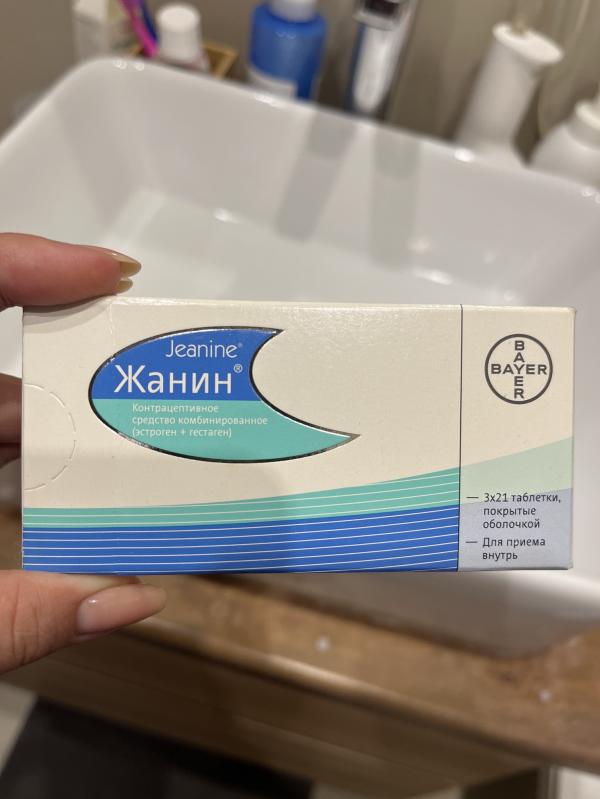 Jeanine®
Жанин®
Контрацептивное
средство комбинированное
(эстроген + гестаген)
BAYER
BAYER
— 3x21 таблетки,
покрытые
оболочкой
— Для приема
внутрь